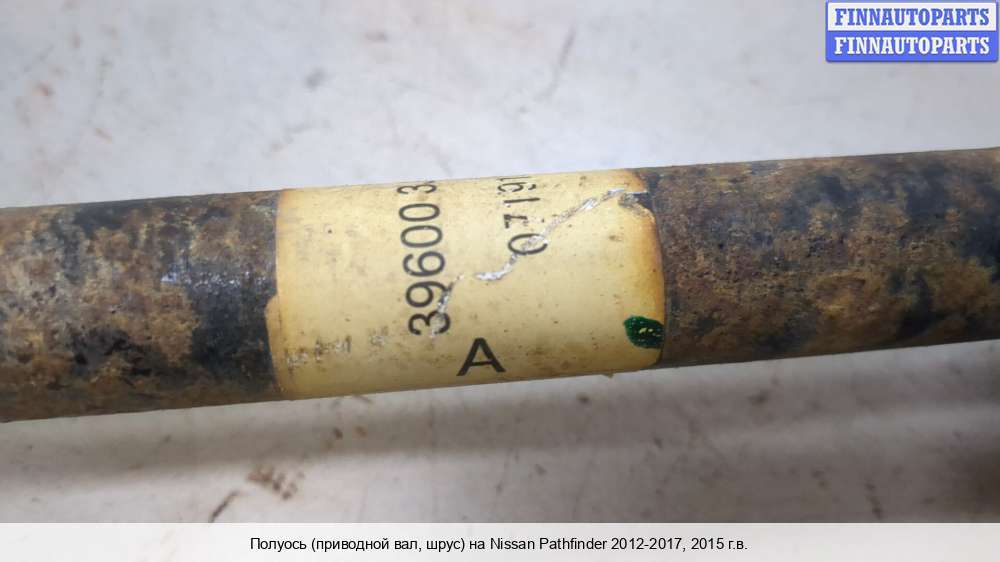 FINNAUTOPARTS
FINNAUTOPARTS
39600
A
Полуось (приводной вал, шрус) на Nissan Pathfinder 2012-2017, 2015 г.в.